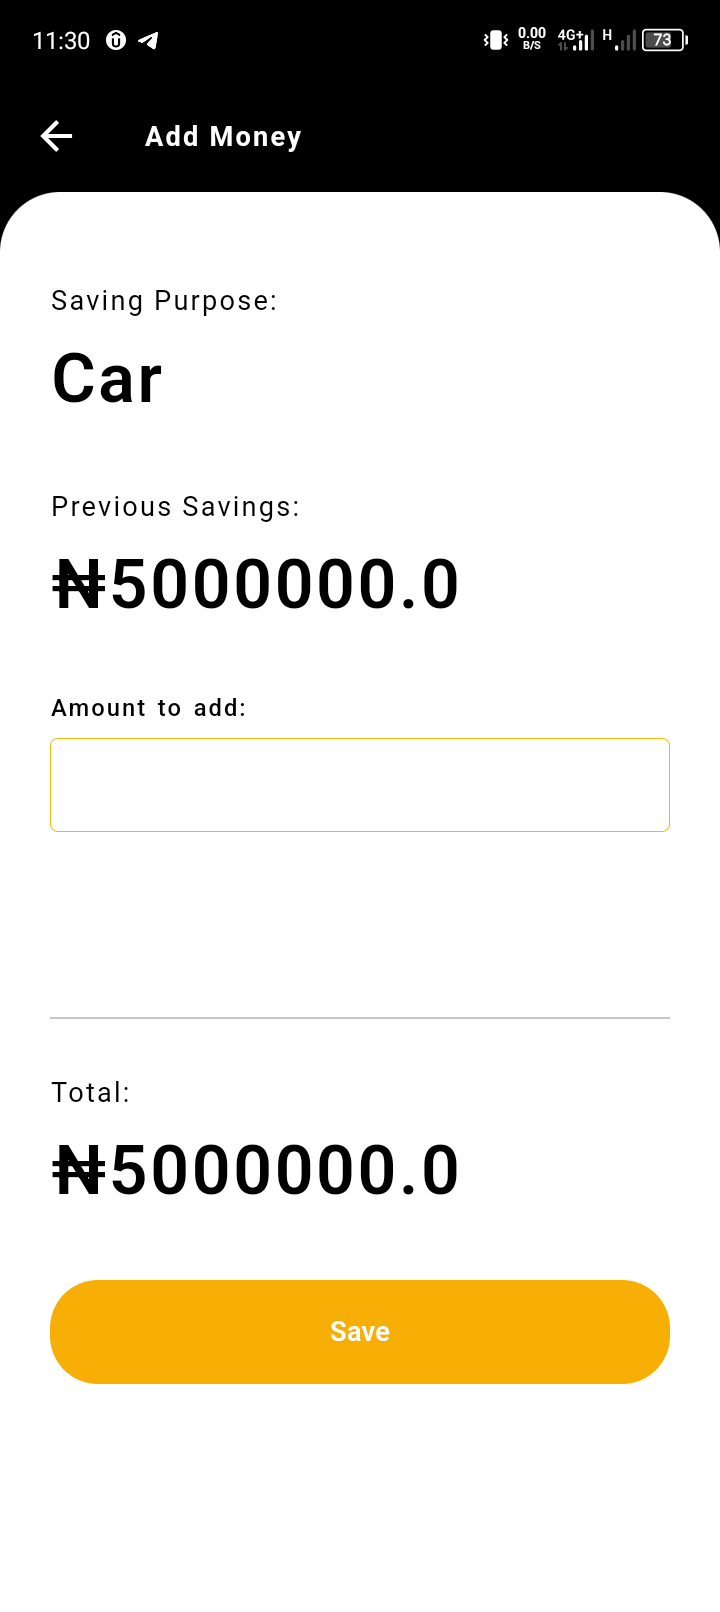 11:30 0.00 B/S 4G+ H 73
Add Money
Saving Purpose:
Car
Previous Savings:
₦5000000.0
Amount to add:
Total:
₦5000000.0
Save